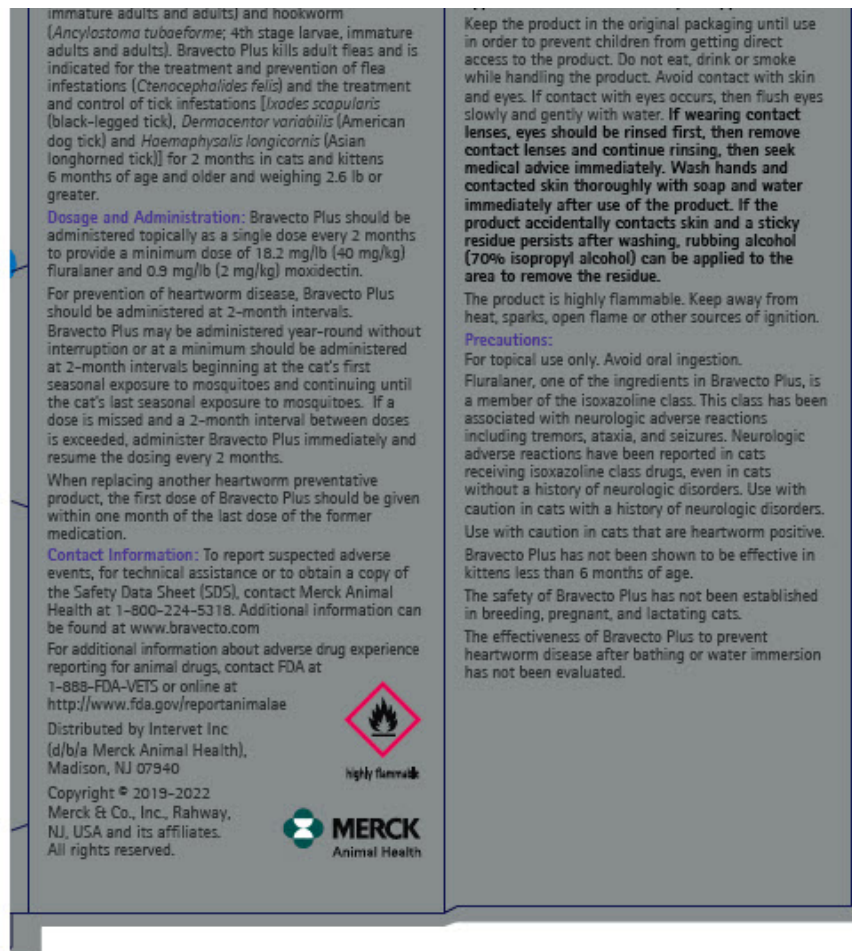 immature adults and adults) and hookworm
(Ancylostoma tubaeforme; 4th stage larvae, immature
adults and adults). Bravecto Plus kills adult fleas and is
indicated for the treatment and prevention of flea
infestations (Ctenocephalides felis) and the treatment
and control of tick infestations [Ixodes scapularis
(black-legged tick), Dermacentor variabilis (American
dog tick) and Haemaphysalis longicornis (Asian
longhorned tick)] for 2 months in cats and kittens
6 months of age and older and weighing 2.6 lb or
greater.
Dosage and Administration: Bravecto Plus should be
administered topically as a single dose every 2 months
to provide a minimum dose of 18.2 mg/lb (40 mg/kg)
fluralaner and 0.9 mg/lb (2 mg/kg) moxidectin.
For prevention of heartworm disease, Bravecto Plus
should be administered at 2-month intervals.
Bravecto Plus may be administered year-round without
interruption or at a minimum should be administered
at 2-month intervals beginning at the cat's first
seasonal exposure to mosquitoes and continuing until
the cat's last seasonal exposure to mosquitoes. If a
dose is missed and a 2-month interval between doses
is exceeded, administer Bravecto Plus immediately and
resume the dosing every 2 months.
When replacing another heartworm preventative
product, the first dose of Bravecto Plus should be given
within one month of the last dose of the former
medication.
Contact Information: To report suspected adverse
events, for technical assistance or to obtain a copy of
the Safety Data Sheet (SDS), contact Merck Animal
Health at 1-800-224-5318. Additional information can
be found at www.bravecto.com
For additional information about adverse drug experience
reporting for animal drugs, contact FDA at
1-888-FDA-VETS or online at
http://www.fda.gov/reportanimalae
Distributed by Intervet Inc
(d/b/a Merck Animal Health),
Madison, NJ 07940
Copyright © 2019-2022
Merck & Co., Inc., Rahway,
NJ, USA and its affiliates.
All rights reserved.
highly flammable
MERCK
Animal Health
Keep the product in the original packaging until use
in order to prevent children from getting direct
access to the product. Do not eat, drink or smoke
while handling the product. Avoid contact with skin
and eyes. If contact with eyes occurs, then flush eyes
slowly and gently with water. If wearing contact
lenses, eyes should be rinsed first, then remove
contact lenses and continue rinsing, then seek
medical advice immediately. Wash hands and
contacted skin thoroughly with soap and water
immediately after use of the product. If the
product accidentally contacts skin and a sticky
residue persists after washing, rubbing alcohol
(70% isopropyl alcohol) can be applied to the
area to remove the residue.
The product is highly flammable. Keep away from
heat, sparks, open flame or other sources of ignition.
Precautions:
For topical use only. Avoid oral ingestion.
Fluralaner, one of the ingredients in Bravecto Plus, is
a member of the isoxazoline class. This class has been
associated with neurologic adverse reactions
including tremors, ataxia, and seizures. Neurologic
adverse reactions have been reported in cats
receiving isoxazoline class drugs, even in cats
without a history of neurologic disorders. Use with
caution in cats with a history of neurologic disorders.
Use with caution in cats that are heartworm positive.
Bravecto Plus has not been shown to be effective in
kittens less than 6 months of age.
The safety of Bravecto Plus has not been established
in breeding, pregnant, and lactating cats.
The effectiveness of Bravecto Plus to prevent
heartworm disease after bathing or water immersion
has not been evaluated.